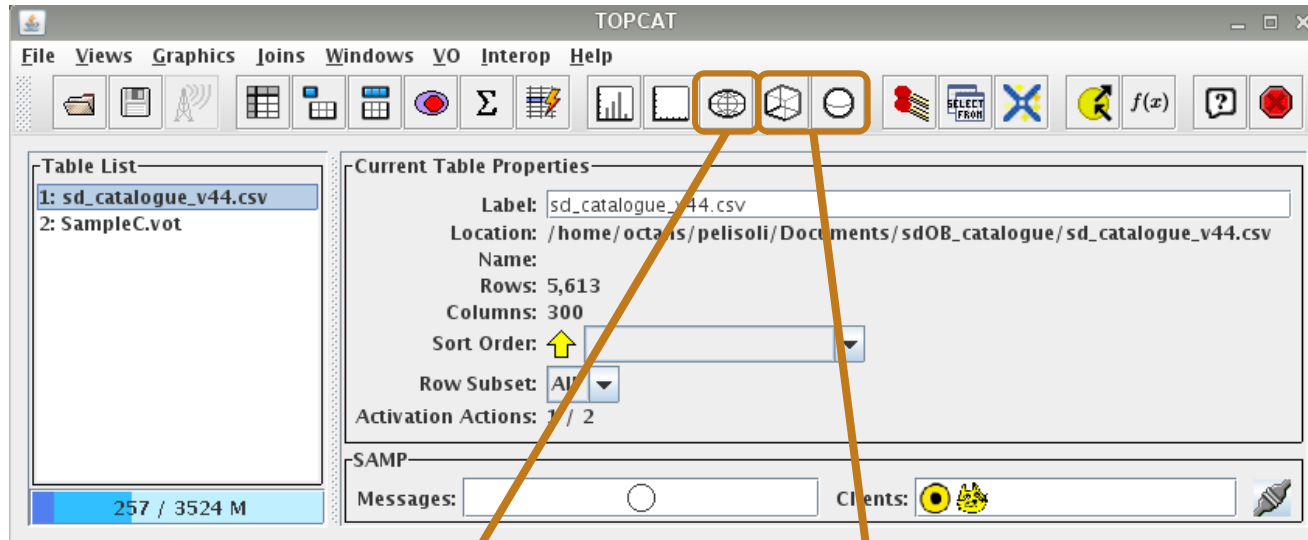 TOPCAT
File Views Graphics Joins Windows VO Interop Help
Σ SELECT FROM f(x) ?
Table List
1: sd_catalogue_v44.csv
2: SampleC.vot
257 / 3524 M
Current Table Properties
Label: sd_catalogue_v44.csv
Location: /home/octans/pelisoli/Documents/sdOB_catalogue/sd_catalogue_v44.csv
Name:
Rows: 5,613
Columns: 300
Sort Order:
Row Subset: All
Activation Actions: 1 / 2
SAMP
Messages: Clients: